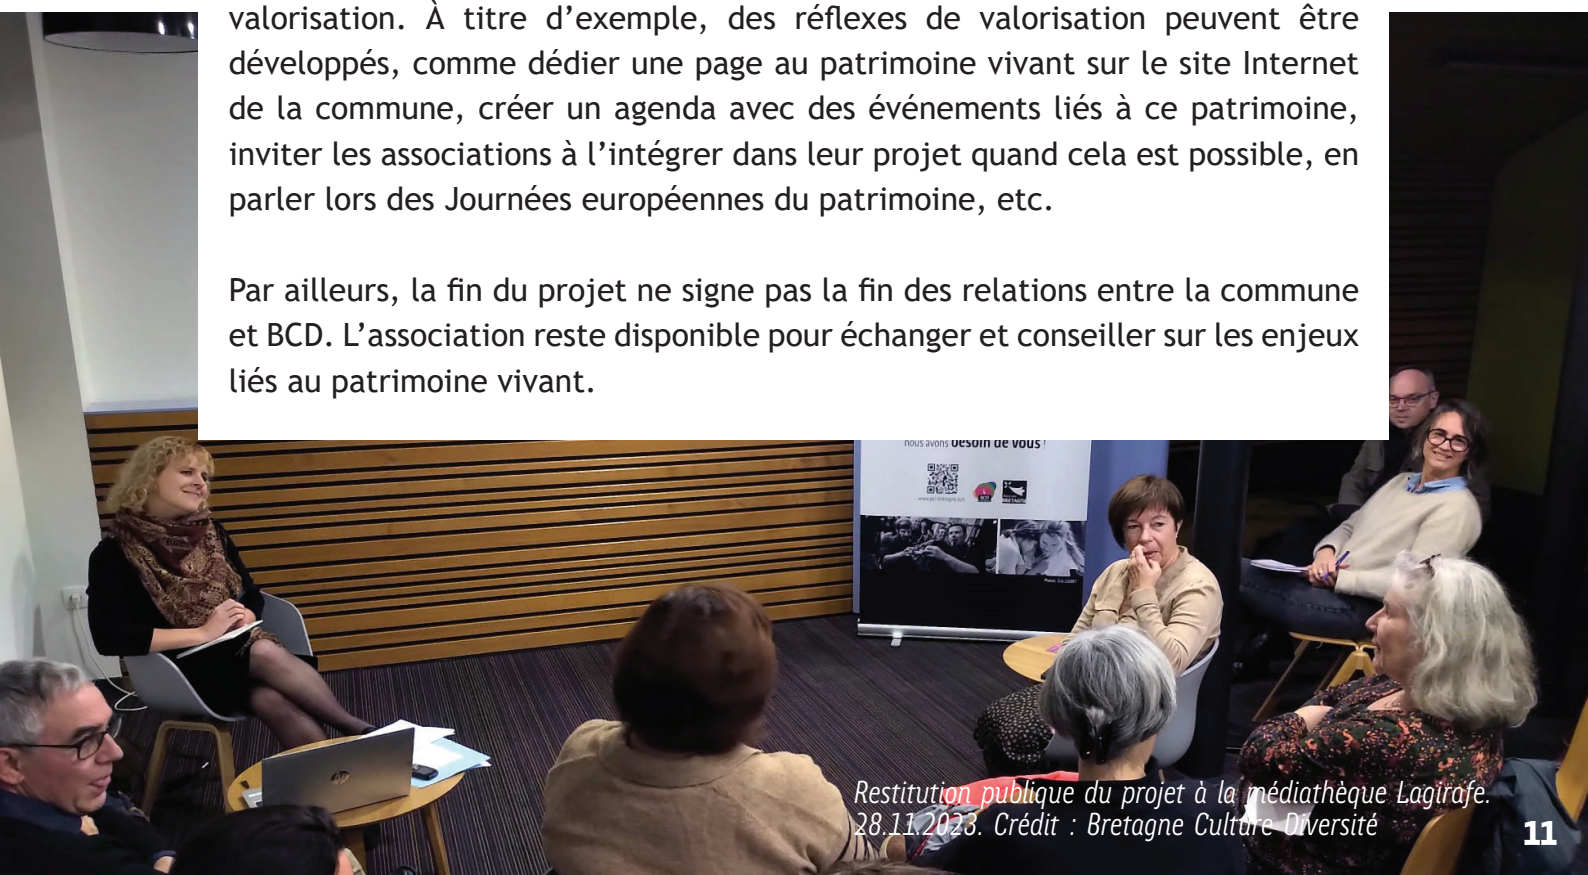 valorisation. À titre d’exemple, des réflexes de valorisation peuvent être
développés, comme dédier une page au patrimoine vivant sur le site Internet
de la commune, créer un agenda avec des événements liés à ce patrimoine,
inviter les associations à l’intégrer dans leur projet quand cela est possible, en
parler lors des Journées européennes du patrimoine, etc.
Par ailleurs, la fin du projet ne signe pas la fin des relations entre la commune
et BCD. L’association reste disponible pour échanger et conseiller sur les enjeux
liés au patrimoine vivant.
nous avons besoin de vous !
BCD
BRETAGNE
hp
Restitution publique du projet à la médiathèque Lagirafe.
28.11.2023. Crédit : Bretagne Culture Diversité
11